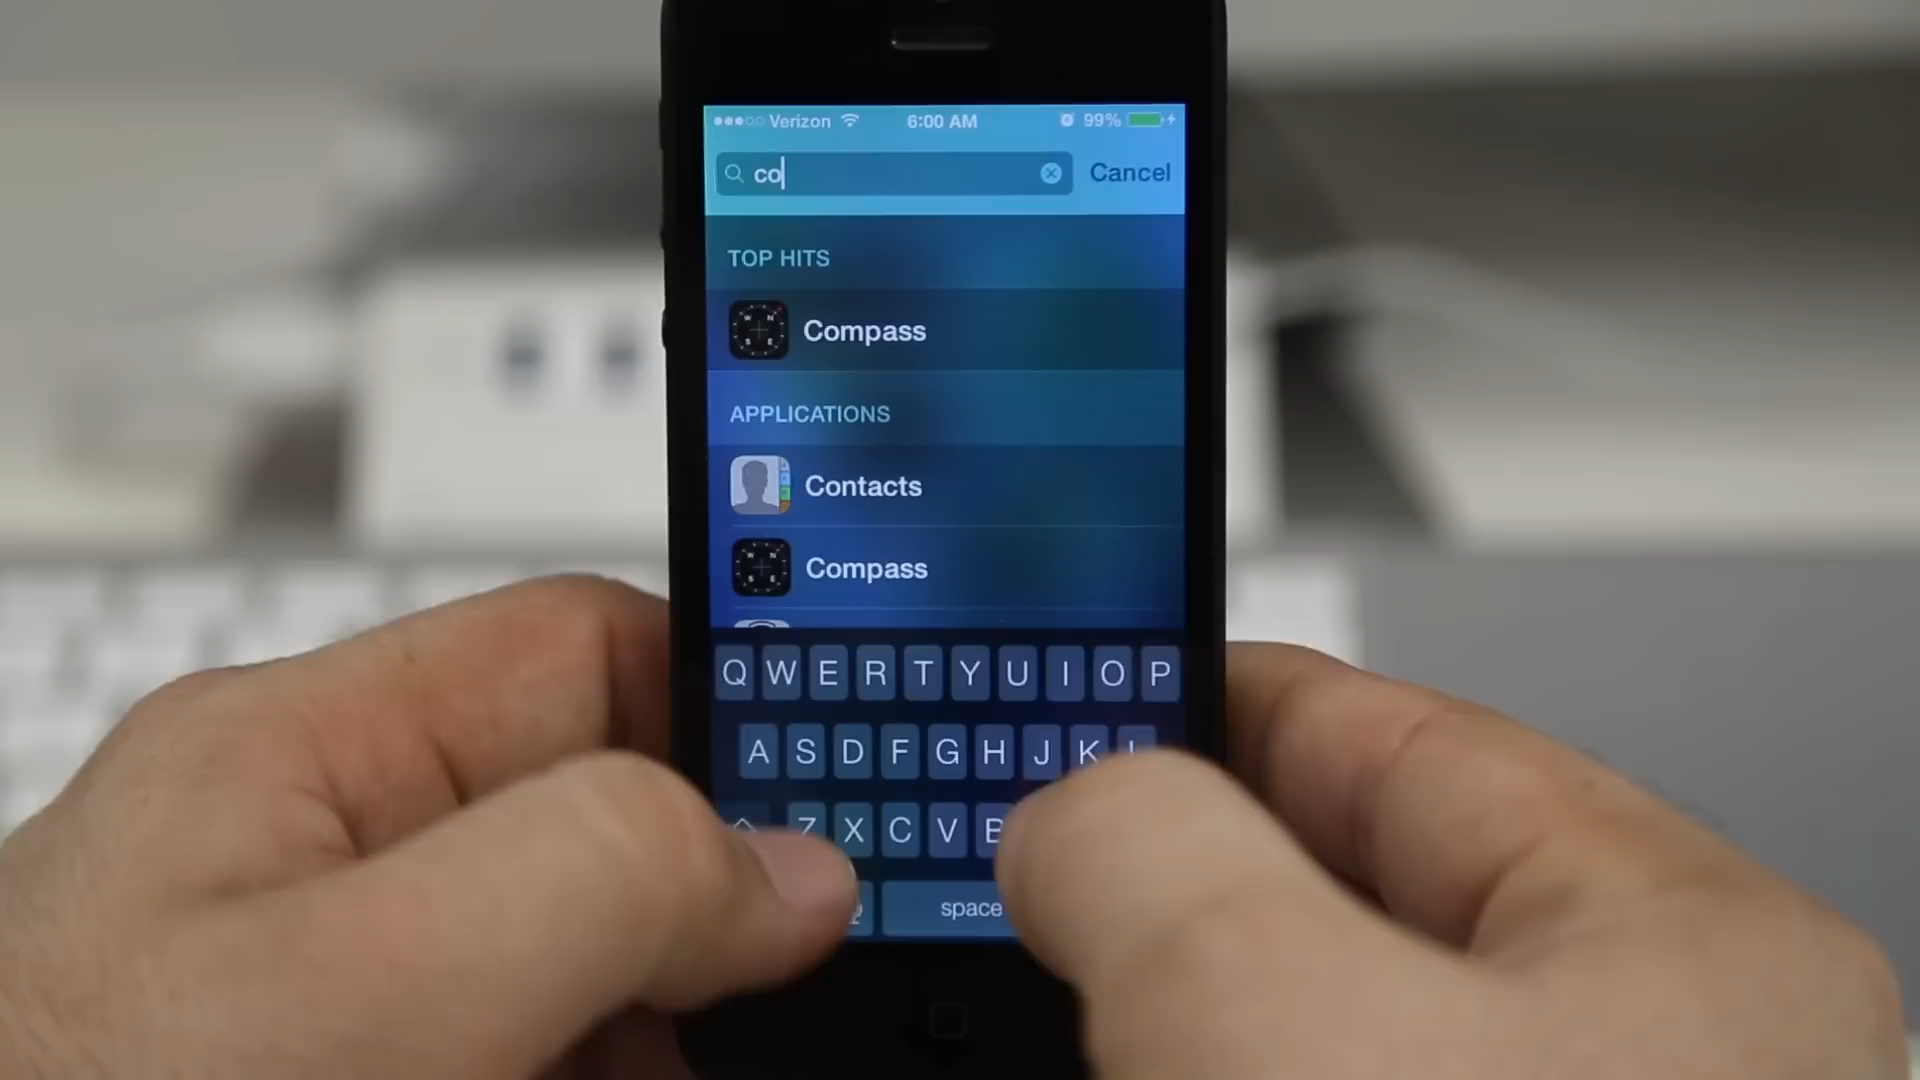 Verizon 6:00 AM 99%
co Cancel
TOP HITS
Compass
APPLICATIONS
Contacts
Compass
Q W E R T Y U I O P
A S D F G H J K L
Z X C V B
space